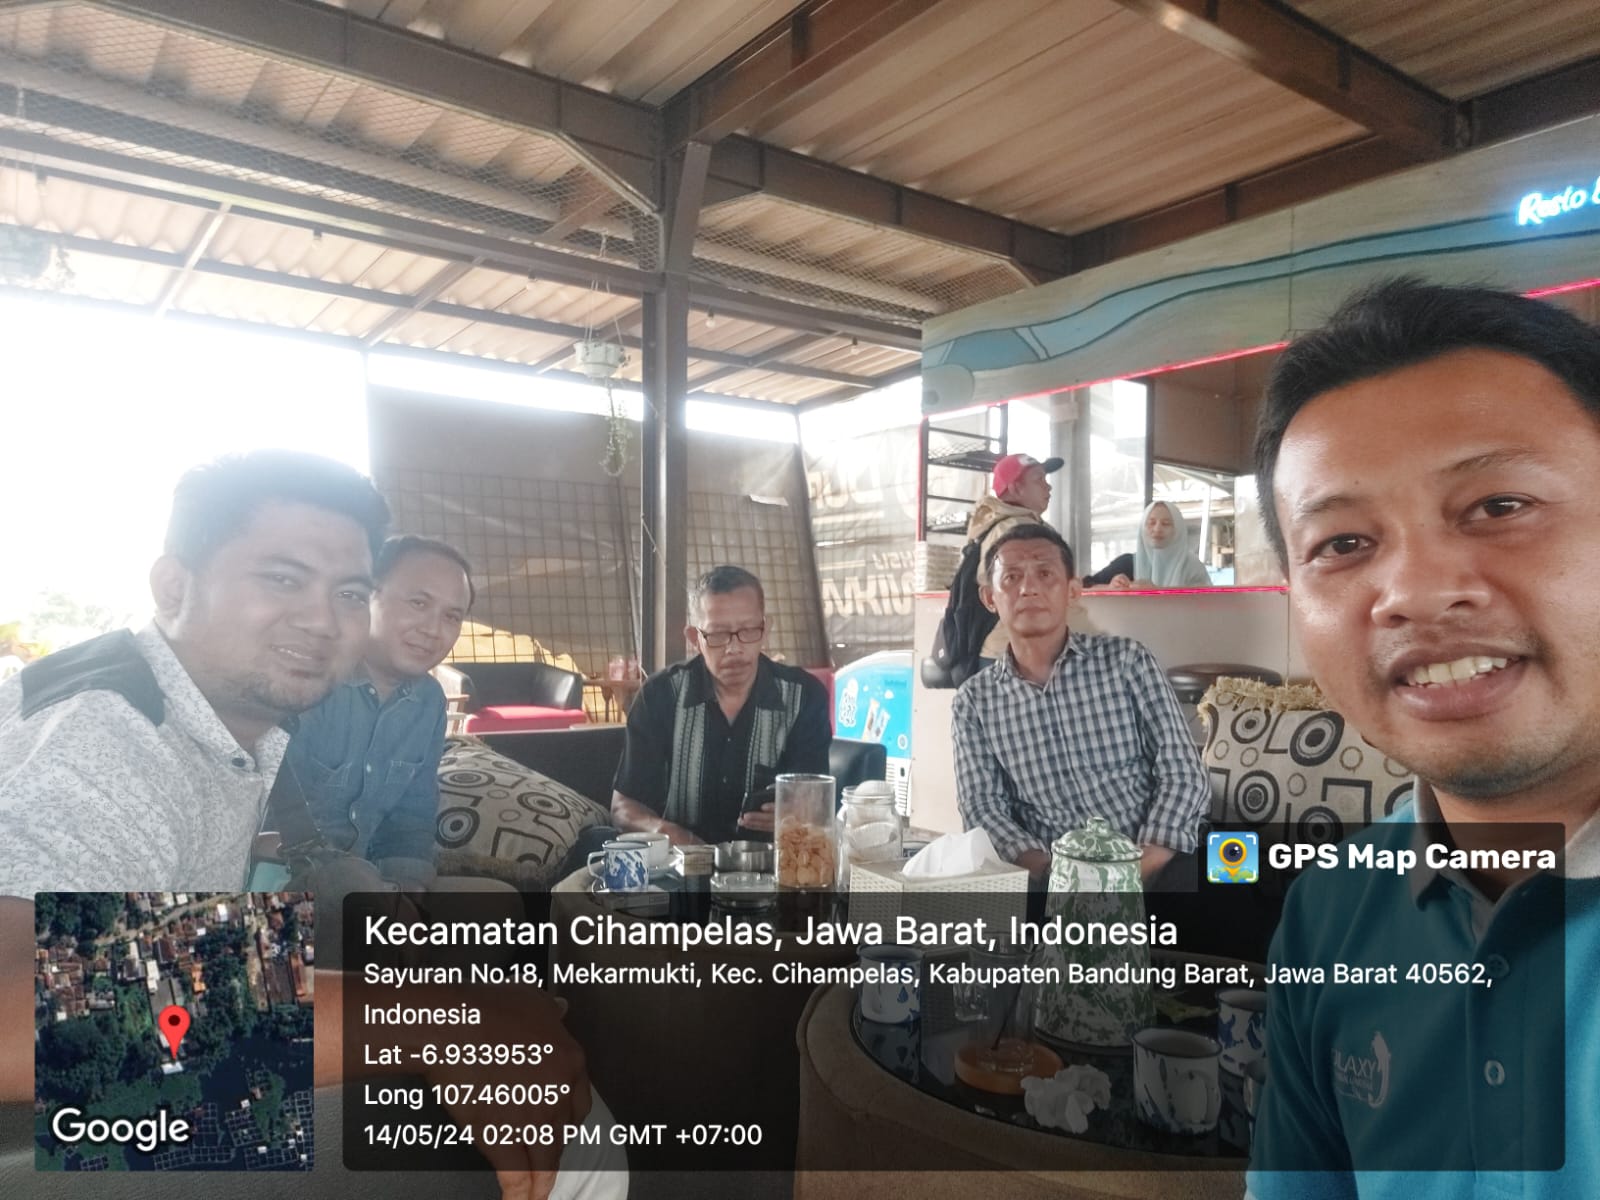 Resto
GPS Map Camera
Kecamatan Cihampelas, Jawa Barat, Indonesia
Sayuran No.18, Mekarmukti, Kec. Cihampelas, Kabupaten Bandung Barat, Jawa Barat 40562,
Indonesia
Lat -6.933953°
Long 107.46005°
14/05/24 02:08 PM GMT +07:00
Google